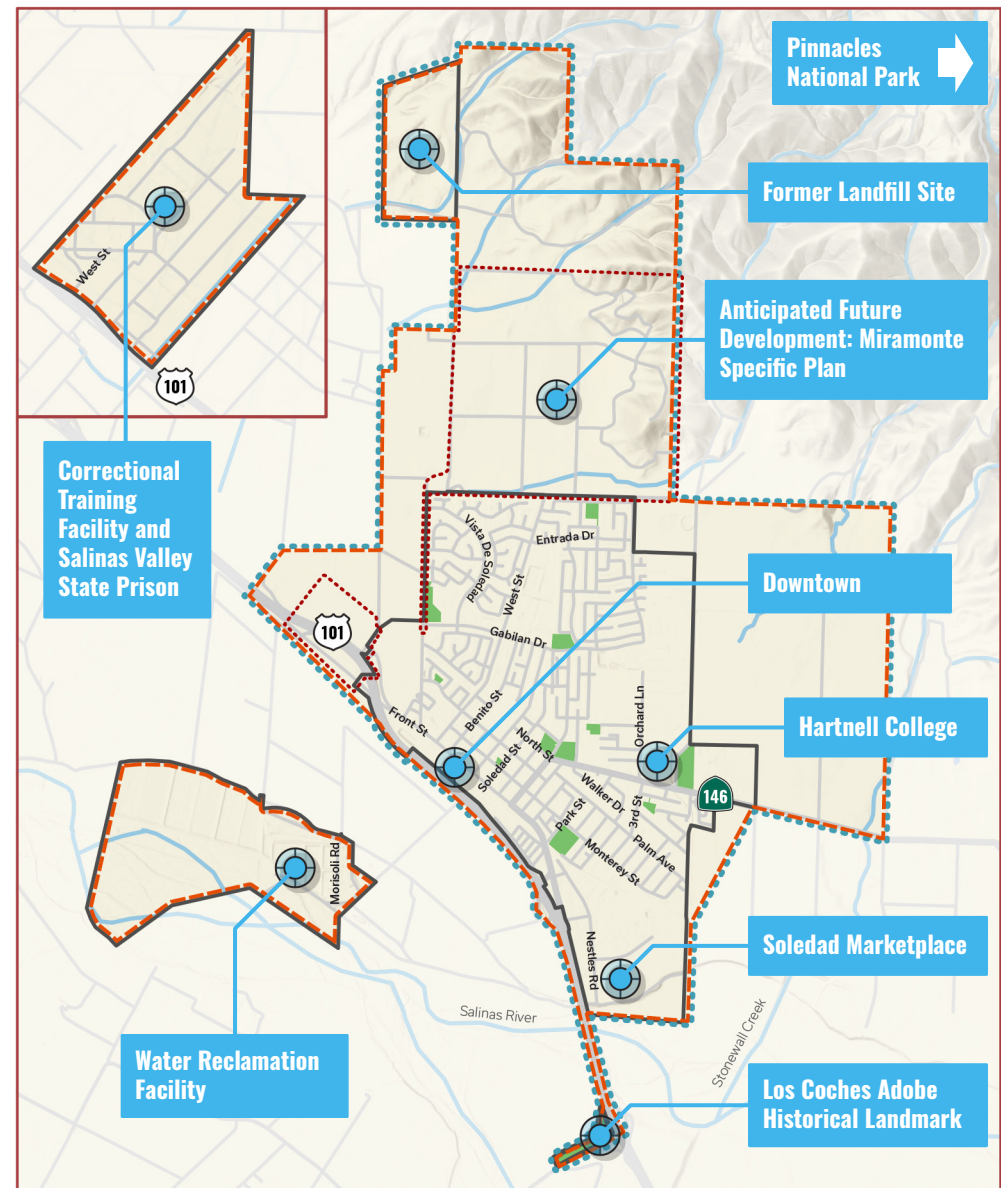 Pinnacles
National Park
Former Landfill Site
West St
101
Anticipated Future
Development: Miramonte
Specific Plan
Correctional
Training
Facility and
Salinas Valley
State Prison
Vista De Soledad
Entrada Dr
West St
Downtown
101
Gabilan Dr
Orchard Ln
Hartnell College
Front St
Benito St
Soledad St
North St
146
Walker Dr
3rd St
Park St
Palm Ave
Monterey St
Morisoli Rd
Nestles Rd
Soledad Marketplace
Salinas River
Stonewall Creek
Water Reclamation
Facility
Los Coches Adobe
Historical Landmark